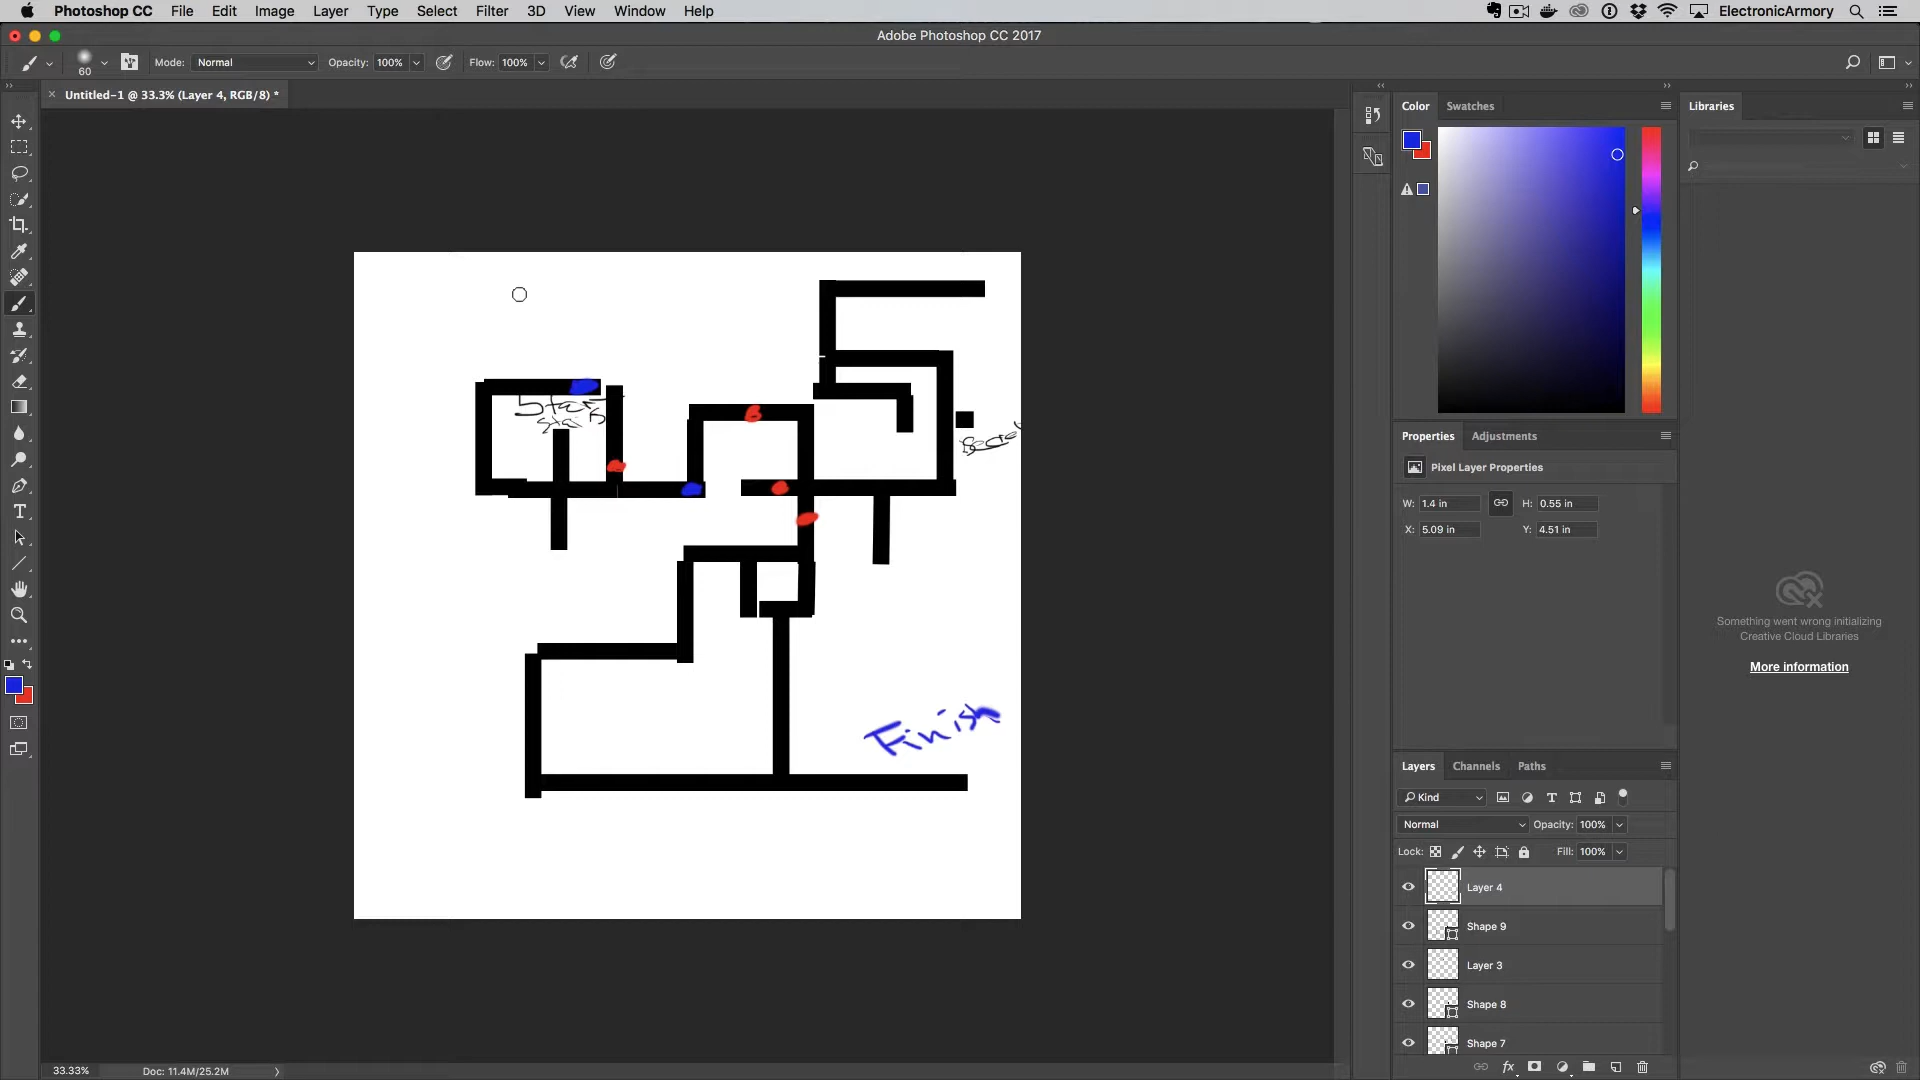 Photoshop CC File Edit Image Layer Type Select Filter 3D View Window Help ElectronicArmory
Adobe Photoshop CC 2017
60 Mode: Normal Opacity: 100% Flow: 100%
Untitled-1 @ 33.3% (Layer 4, RGB/8) *
Color Swatches
Libraries
Start
Finish
Properties Adjustments
Pixel Layer Properties
W: 1.4 in H: 0.55 in
X: 5.09 in Y: 4.51 in
Something went wrong initializing
Creative Cloud Libraries
More information
Layers Channels Paths
Kind
Normal Opacity: 100%
Lock: Fill: 100%
Layer 4
Shape 9
Layer 3
Shape 8
Shape 7
33.33% Doc: 11.4M/25.2M